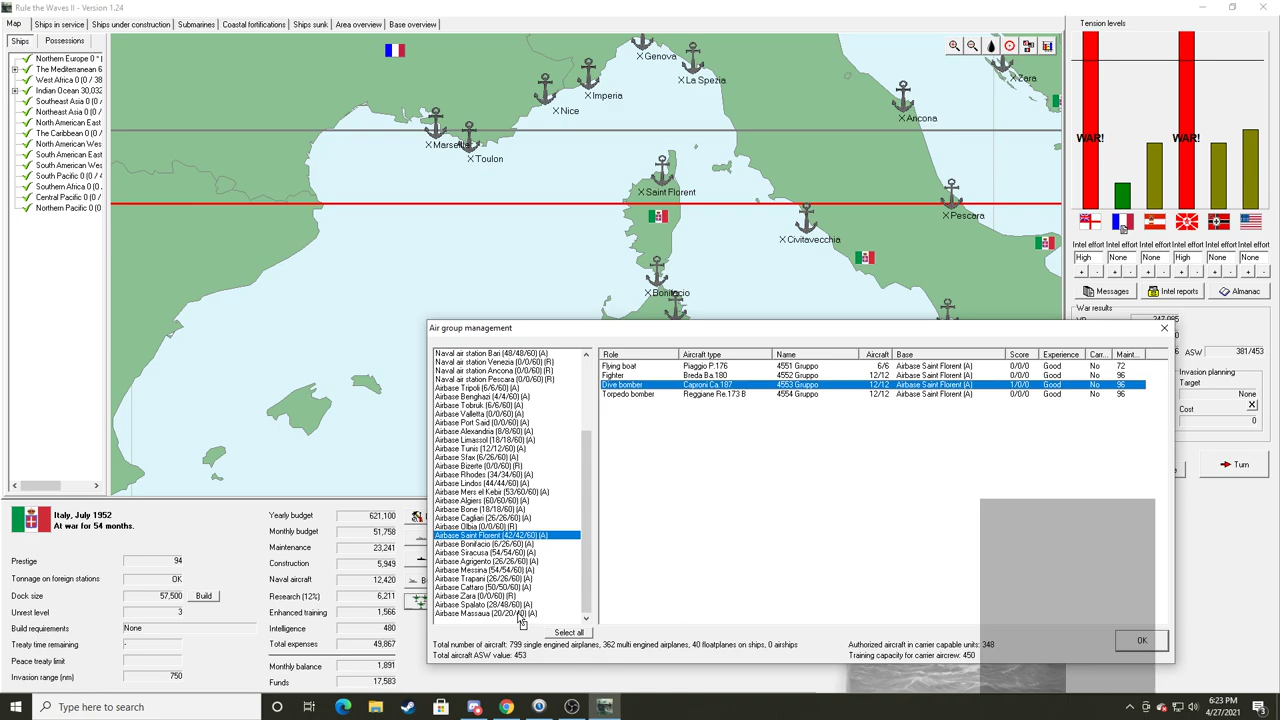 Rule the Waves II - Version 1.24
Map Ships in service Ships under construction Submarines Coastal fortifications Ships sunk Area overview Base overview
Ships Possessions
Northern Europe 0 *
The Mediterranean 6
West Africa 0 (0 / 38
Indian Ocean 30,032
Southeast Asia 0 (0
Northeast Asia 0 (0
North American East
The Caribbean 0 (0 /
North American Wes
South American East
South American Wes
South Pacific 0 (0 / 4
Southern Africa 0 (0
Central Pacific 0 (0 /
Northern Pacific 0 (0
Genova
La Spezia
Imperia
Nice
Marseille
Toulon
Saint Florent
Bonifacio
Civitavecchia
Ancona
Pescara
Zara
Tension levels
WAR! WAR!
Intel effort Intel effort Intel effort Intel effort Intel effort Intel effort
High None None High None None
+ - + - + - + - + - + -
Messages Intel reports Almanac
War results
ASW 381/453
Invasion planning
Target
None
Cost X
0
Turn
Air group management
Naval air station Bari (48/48/60) (A)
Naval air station Venezia (0/0/60) (R)
Naval air station Ancona (0/0/60) (R)
Naval air station Pescara (0/0/60) (R)
Airbase Tripoli (6/6/60) (A)
Airbase Benghazi (4/4/60) (A)
Airbase Tobruk (6/6/60) (A)
Airbase Valletta (0/0/60) (R)
Airbase Port Said (0/0/60) (R)
Airbase Alexandria (8/8/60) (A)
Airbase Limassol (18/18/60) (A)
Airbase Tunis (12/12/60) (A)
Airbase Sfax (6/26/60) (A)
Airbase Bizerte (0/0/60) (R)
Airbase Rhodes (34/34/60) (A)
Airbase Lindos (44/44/60) (A)
Airbase Mers el Kebir (53/60/60) (A)
Airbase Algiers (60/60/60) (A)
Airbase Bone (18/18/60) (A)
Airbase Cagliari (26/26/60) (A)
Airbase Olbia (0/0/60) (R)
Airbase Saint Florent (42/42/60) (A)
Airbase Bonifacio (6/26/60) (A)
Airbase Siracusa (54/54/60) (A)
Airbase Agrigento (26/26/60) (A)
Airbase Messina (54/54/60) (A)
Airbase Trapani (26/26/60) (A)
Airbase Cattaro (50/50/60) (A)
Airbase Zara (0/0/60) (R)
Airbase Spalato (28/48/60) (A)
Airbase Massaua (20/20/60) (A)
Select all
Role Aircraft type Name Aircraft Base Score Experience Carr... Maint...
Flying boat Piaggio P.176 4551 Gruppo 6/6 Airbase Saint Florent (A) 0/0/0 Good No 72
Fighter Breda Ba.180 4552 Gruppo 12/12 Airbase Saint Florent (A) 0/0/0 Good No 96
Dive bomber Caproni Ca.187 4553 Gruppo 12/12 Airbase Saint Florent (A) 1/0/0 Good No 96
Torpedo bomber Reggiane Re.173 B 4554 Gruppo 12/12 Airbase Saint Florent (A) 0/0/0 Good No 96
OK
Total number of aircraft: 799 single engined airplanes, 362 multi engined airplanes, 40 floatplanes on ships, 0 airships
Total aircraft ASW value: 453
Authorized aircraft in carrier capable units: 348
Training capacity for carrier aircrew: 450
Italy, July 1952
At war for 54 months.
Prestige 94
Tonnage on foreign stations OK
Dock size 57,500 Build
Unrest level 3
Build requirements None
Treaty time remaining -
Peace treaty limit
Invasion range (nm) 750
Yearly budget 621,100
Monthly budget 51,758
Maintenance 23,241
Construction 5,949
Naval aircraft 12,420
Research (12%) 6,211
Enhanced training 1,566
Intelligence 480
Total expenses 49,867
Monthly balance 1,891
Funds 17,583
Type here to search
6:23 PM
4/27/2021